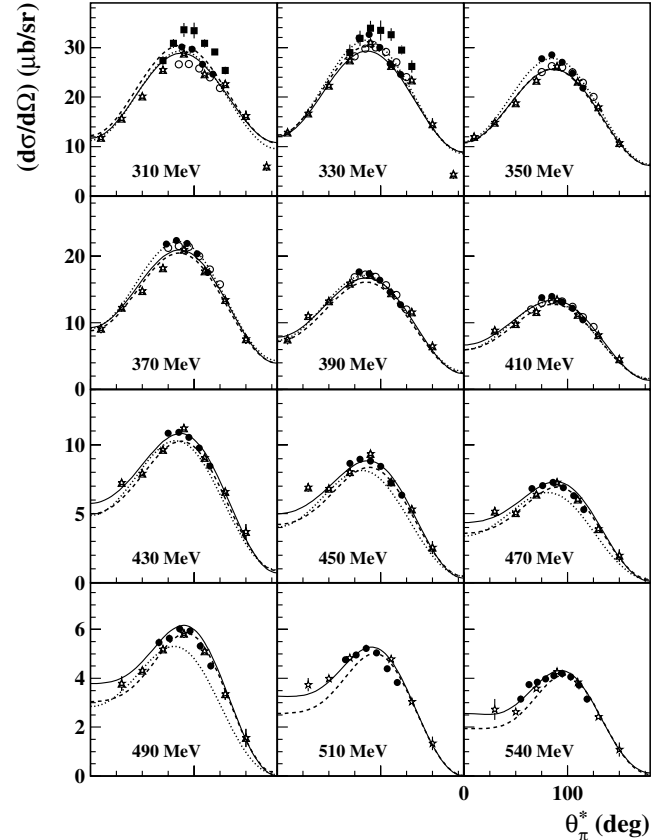 (dσ/dΩ) (μb/sr)
30
20
10
0
310 MeV
330 MeV
350 MeV
20
10
0
370 MeV
390 MeV
410 MeV
10
5
0
430 MeV
450 MeV
470 MeV
6
4
2
0
490 MeV
510 MeV
540 MeV
0
100
θ*π (deg)